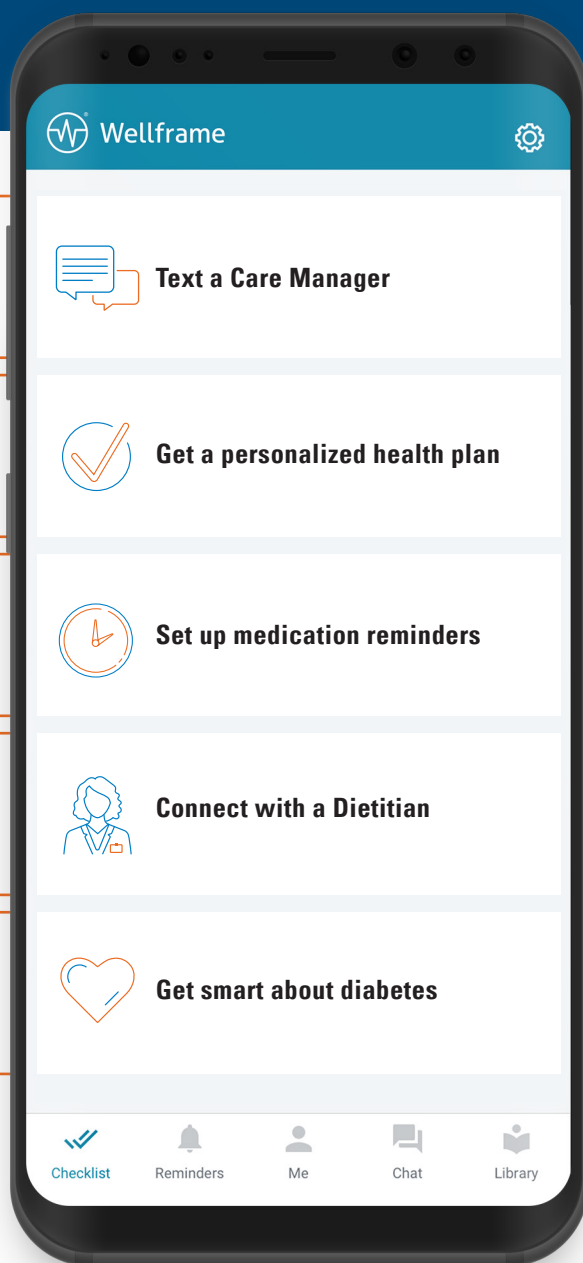 Wellframe
Text a Care Manager
Get a personalized health plan
Set up medication reminders
Connect with a Dietitian
Get smart about diabetes
Checklist
Reminders
Me
Chat
Library